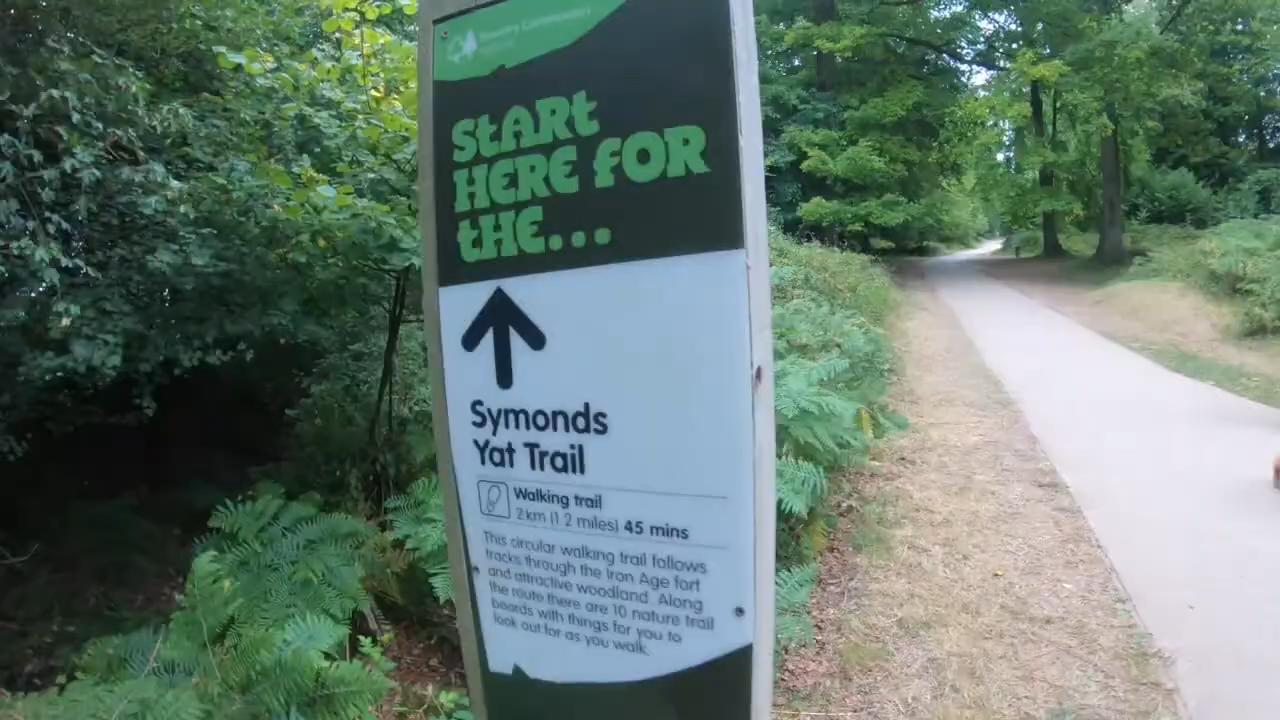 Forestry Commission
START
HERE FOR
THE...
Symonds
Yat Trail
Walking trail
2km (1 2 miles) 45 mins
This circular walking trail follows
tracks through the Iron Age fort
and attractive woodland. Along
the route there are 10 nature trail
boards with things for you to
look out for as you walk.